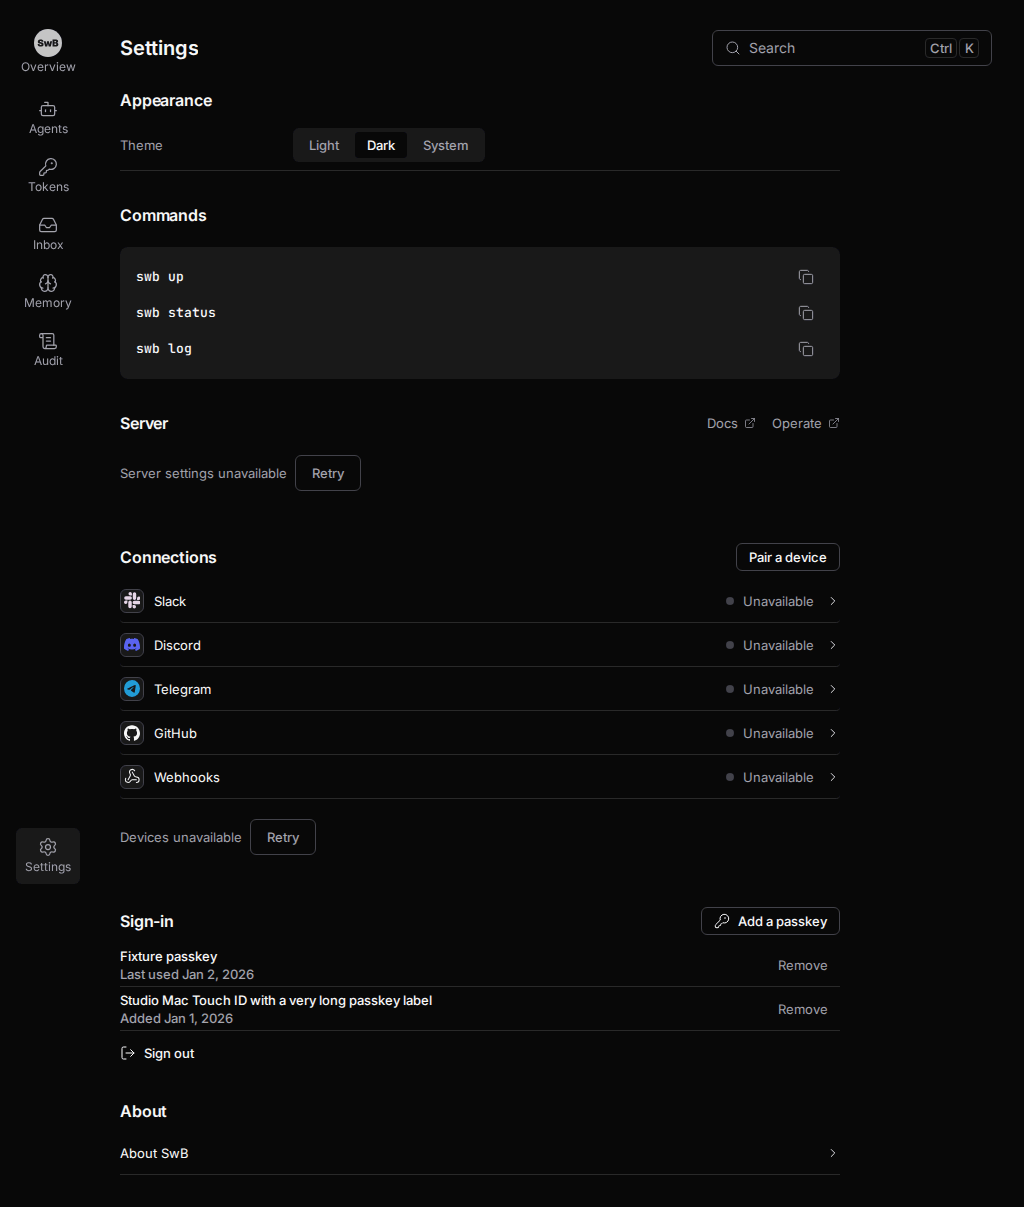 SwB
Overview
Agents
Tokens
Inbox
Memory
Audit
Settings
Settings
Search Ctrl K
Appearance
Theme Light Dark System
Commands
swb up
swb status
swb log
Server Docs Operate
Server settings unavailable Retry
Connections Pair a device
Slack Unavailable
Discord Unavailable
Telegram Unavailable
GitHub Unavailable
Webhooks Unavailable
Devices unavailable Retry
Sign-in Add a passkey
Fixture passkey
Last used Jan 2, 2026 Remove
Studio Mac Touch ID with a very long passkey label
Added Jan 1, 2026 Remove
Sign out
About
About SwB